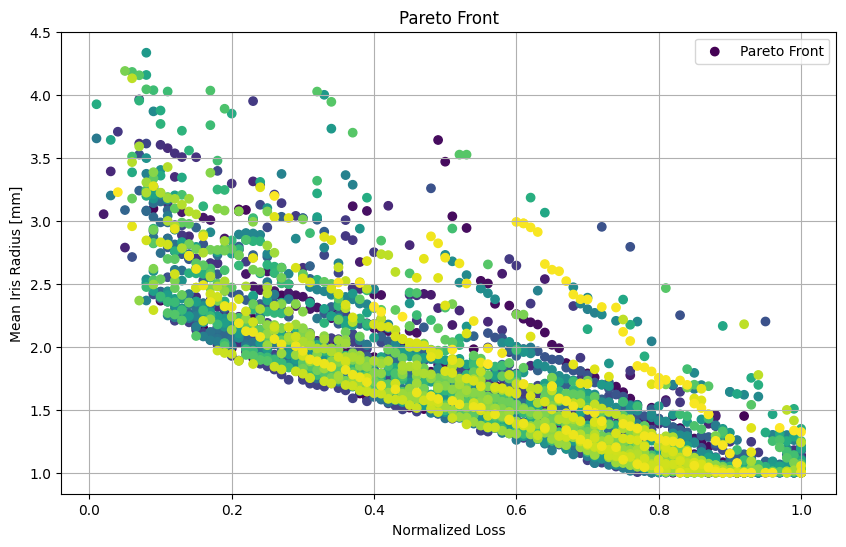 Pareto Front
Pareto Front
4.5
4.0
3.5
3.0
2.5
2.0
1.5
1.0
Mean Iris Radius [mm]
0.0 0.2 0.4 0.6 0.8 1.0
Normalized Loss